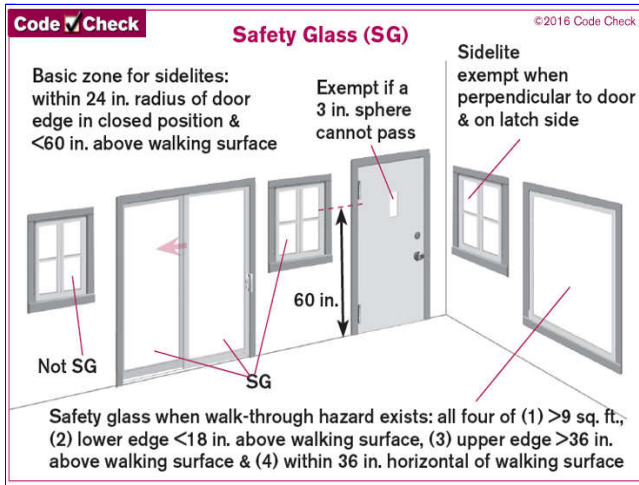 Code Check
©2016 Code Check
Safety Glass (SG)
Basic zone for sidelites:
within 24 in. radius of door
edge in closed position &
<60 in. above walking surface
Exempt if a
3 in. sphere
cannot pass
Sidelite
exempt when
perpendicular to door
& on latch side
60 in.
Not SG
SG
Safety glass when walk-through hazard exists: all four of (1) >9 sq. ft.,
(2) lower edge <18 in. above walking surface, (3) upper edge >36 in.
above walking surface & (4) within 36 in. horizontal of walking surface